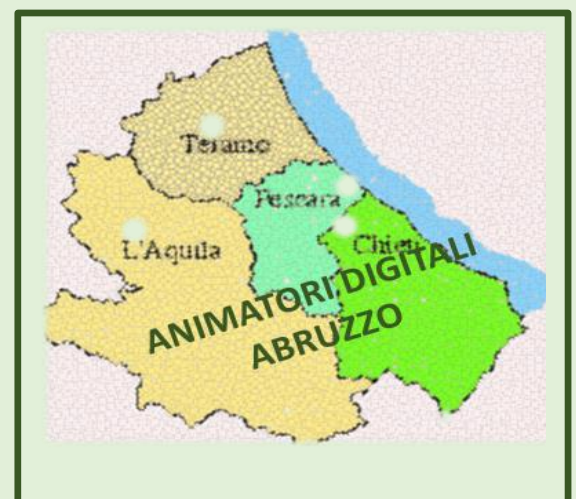 Teramo
Pescara
L'Aquila
Chieti
ANIMATORI DIGITALI
ABRUZZO